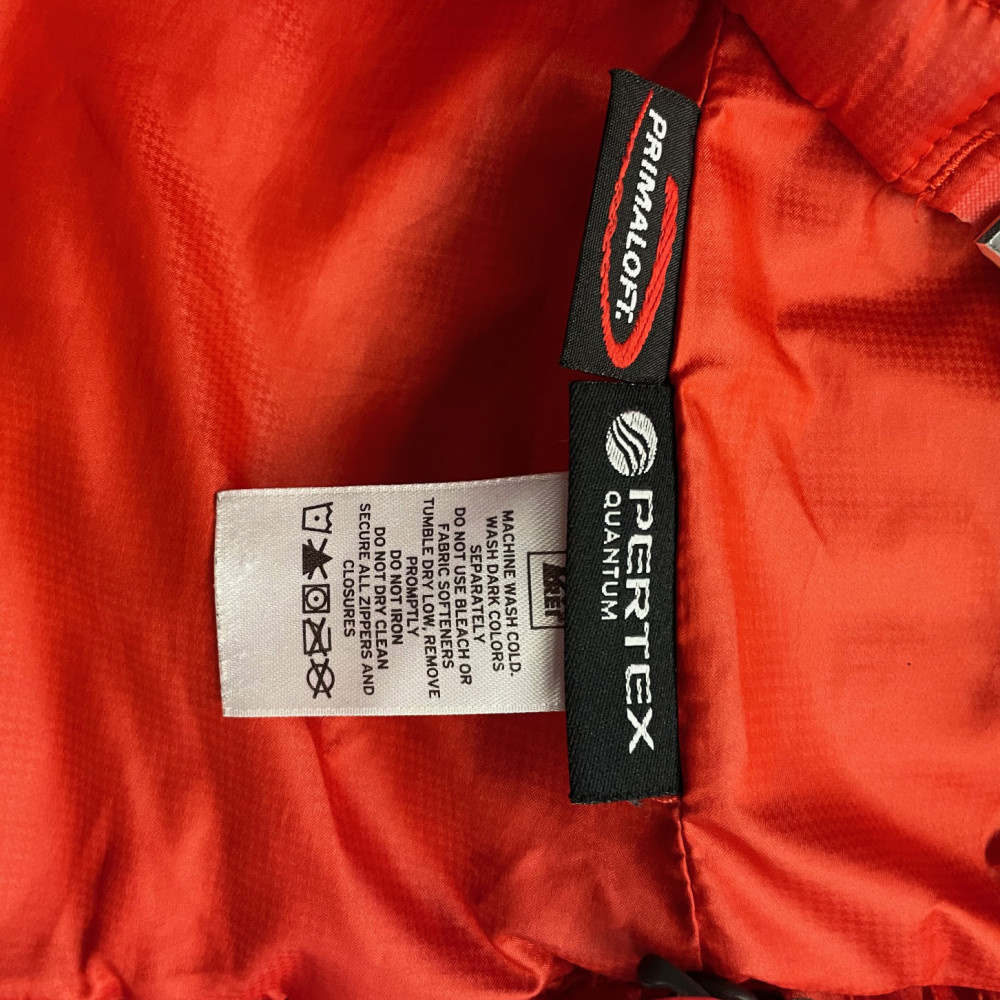 PRIMALOFT.
PERTEX
QUANTUM
MACHINE WASH COLD-
WASH DARK COLORS
SEPARATELY
DO NOT USE BLEACH OR
FABRIC SOFTENERS
TUMBLE DRY LOW, REMOVE
PROMPTLY
DO NOT IRON
DO NOT DRY CLEAN
SECURE ALL ZIPPERS AND
CLOSURES